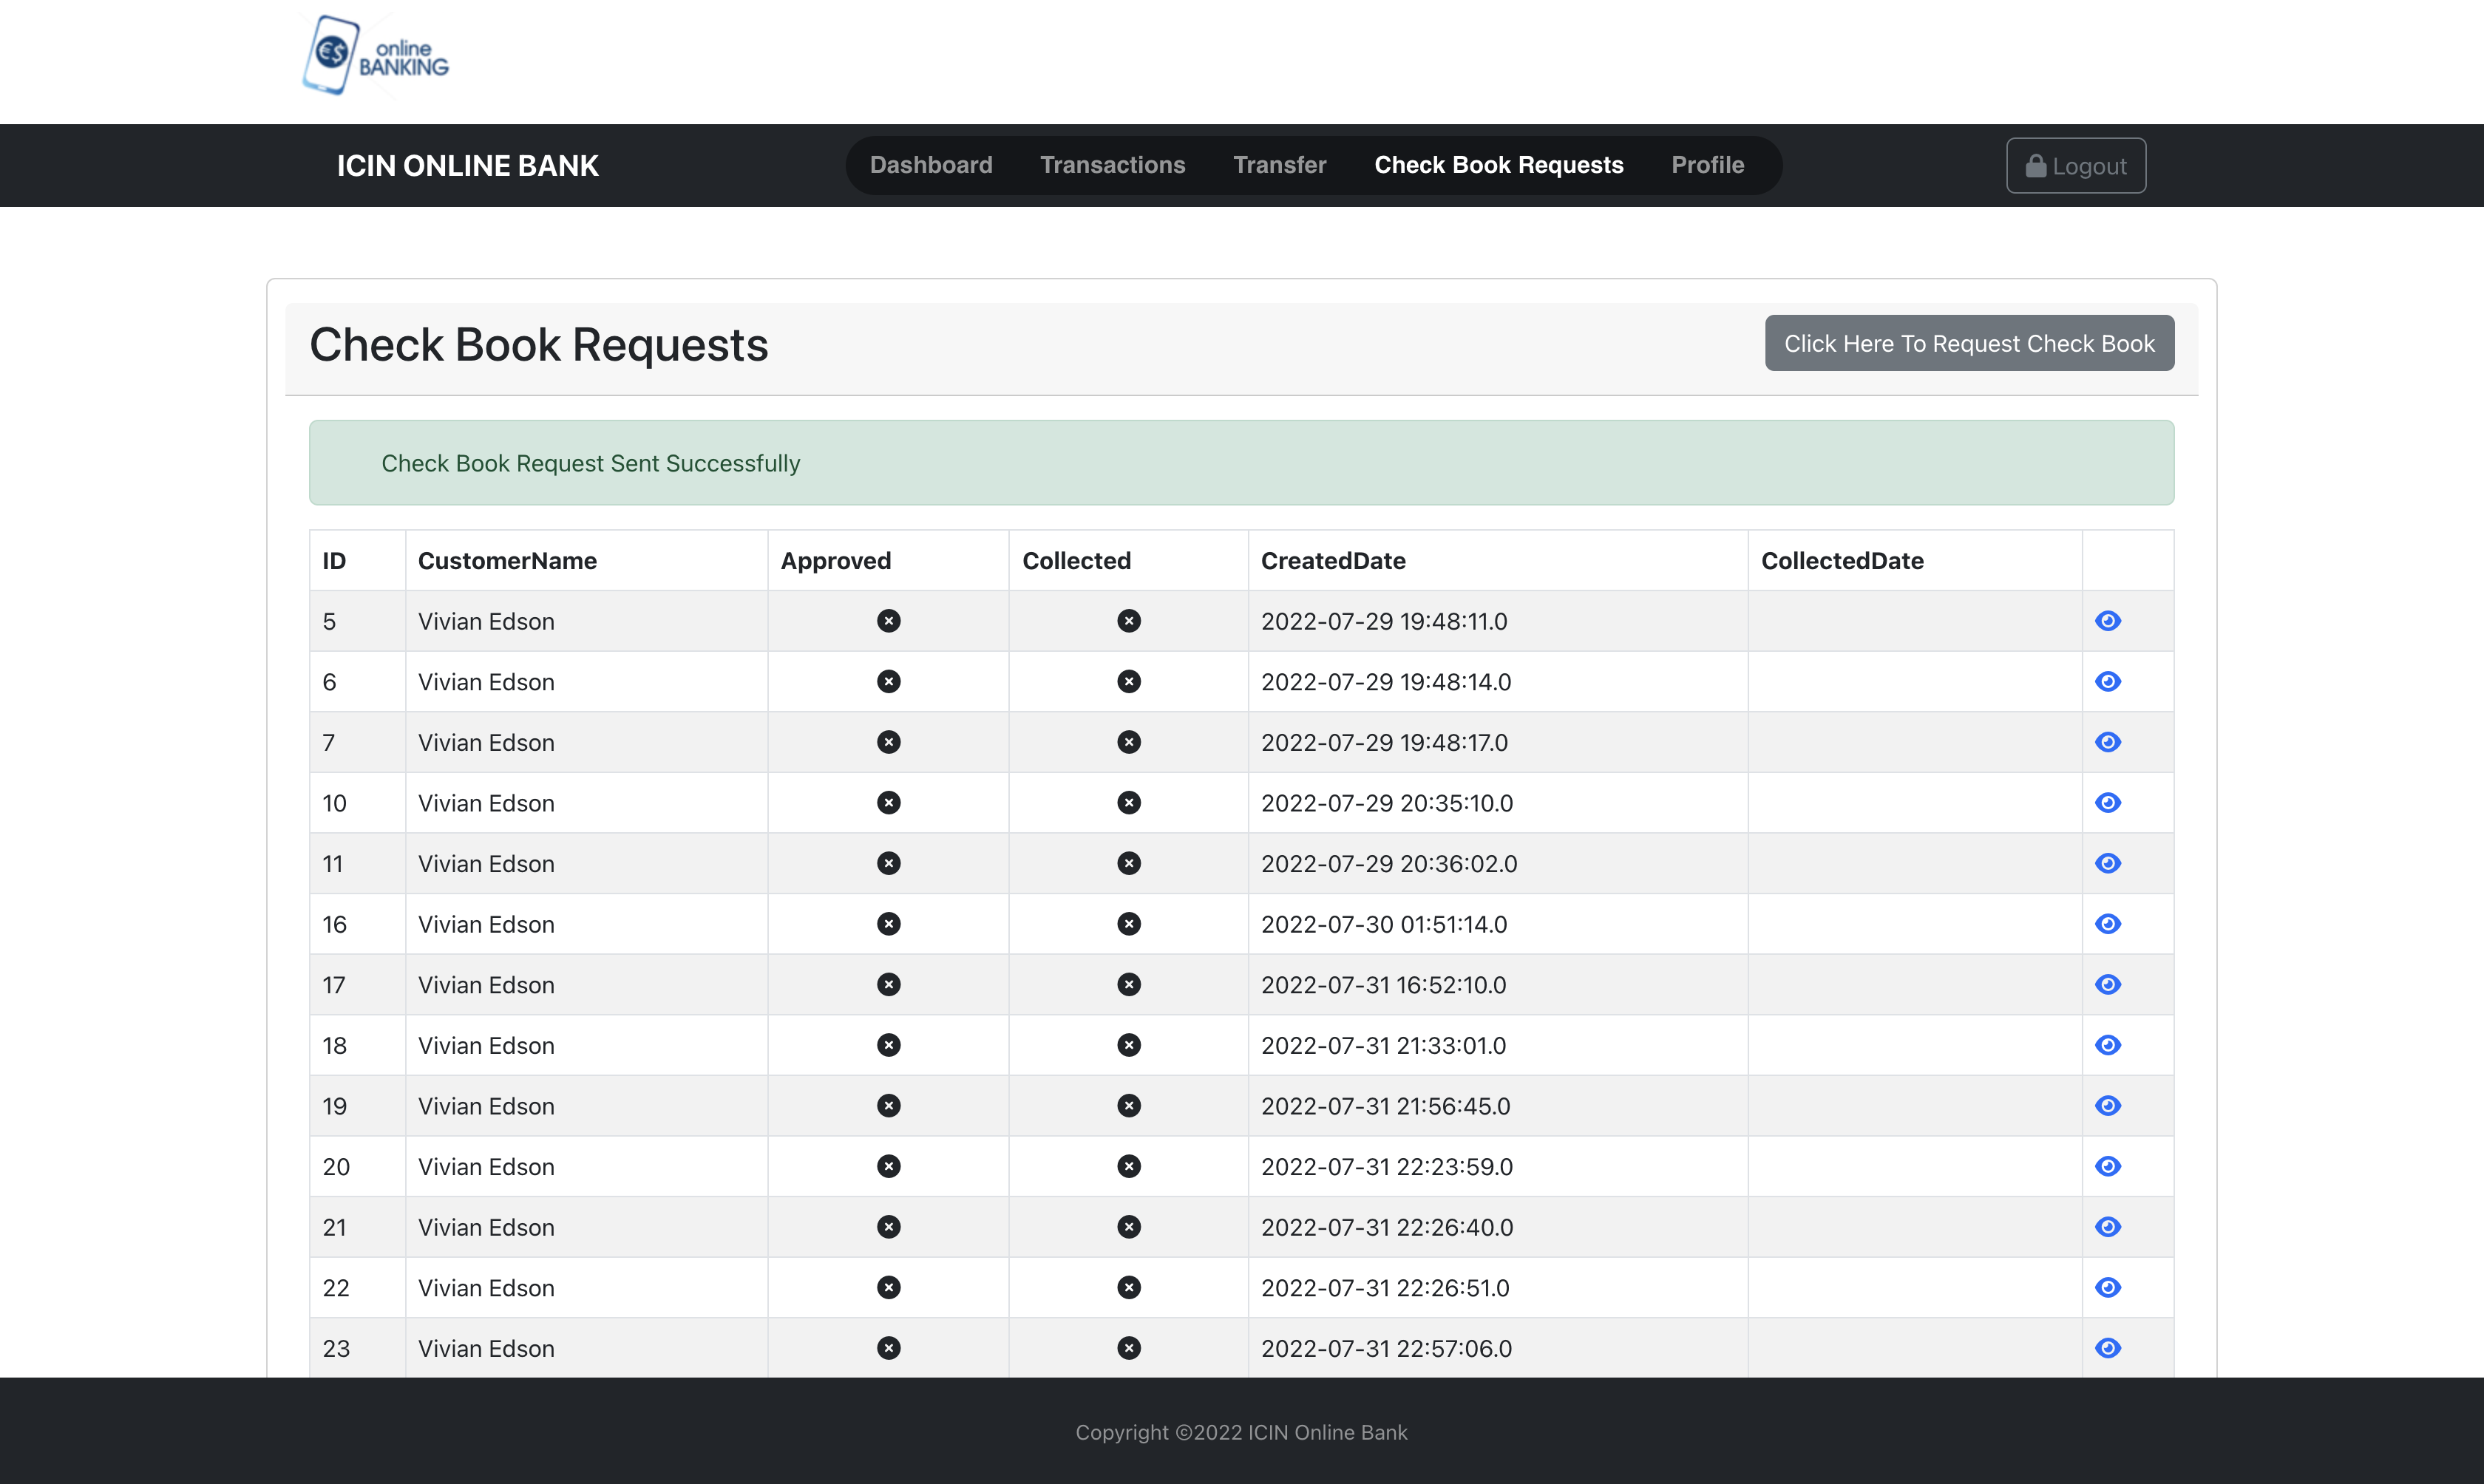 €$ online
BANKING
ICIN ONLINE BANK Dashboard Transactions Transfer Check Book Requests Profile Logout
Check Book Requests Click Here To Request Check Book
Check Book Request Sent Successfully
ID CustomerName Approved Collected CreatedDate CollectedDate
5 Vivian Edson 2022-07-29 19:48:11.0
6 Vivian Edson 2022-07-29 19:48:14.0
7 Vivian Edson 2022-07-29 19:48:17.0
10 Vivian Edson 2022-07-29 20:35:10.0
11 Vivian Edson 2022-07-29 20:36:02.0
16 Vivian Edson 2022-07-30 01:51:14.0
17 Vivian Edson 2022-07-31 16:52:10.0
18 Vivian Edson 2022-07-31 21:33:01.0
19 Vivian Edson 2022-07-31 21:56:45.0
20 Vivian Edson 2022-07-31 22:23:59.0
21 Vivian Edson 2022-07-31 22:26:40.0
22 Vivian Edson 2022-07-31 22:26:51.0
23 Vivian Edson 2022-07-31 22:57:06.0
Copyright ©2022 ICIN Online Bank